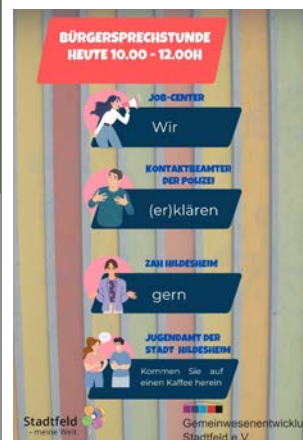 BÜRGERSPRECHSTUNDE
HEUTE 10.00 - 12.00H
JOB-CENTER
Wir
KONTAKTBEAMTER
DER POLIZEI
(er)klären
ZAH HILDESHEIM
gern
JUGENDAMT DER
STADT HILDESHEIM
Kommen Sie auf
einen Kaffee herein
Stadtfeld
– meine Welt.
Gemeinwesenentwicklu
Stadtfeld e.V.